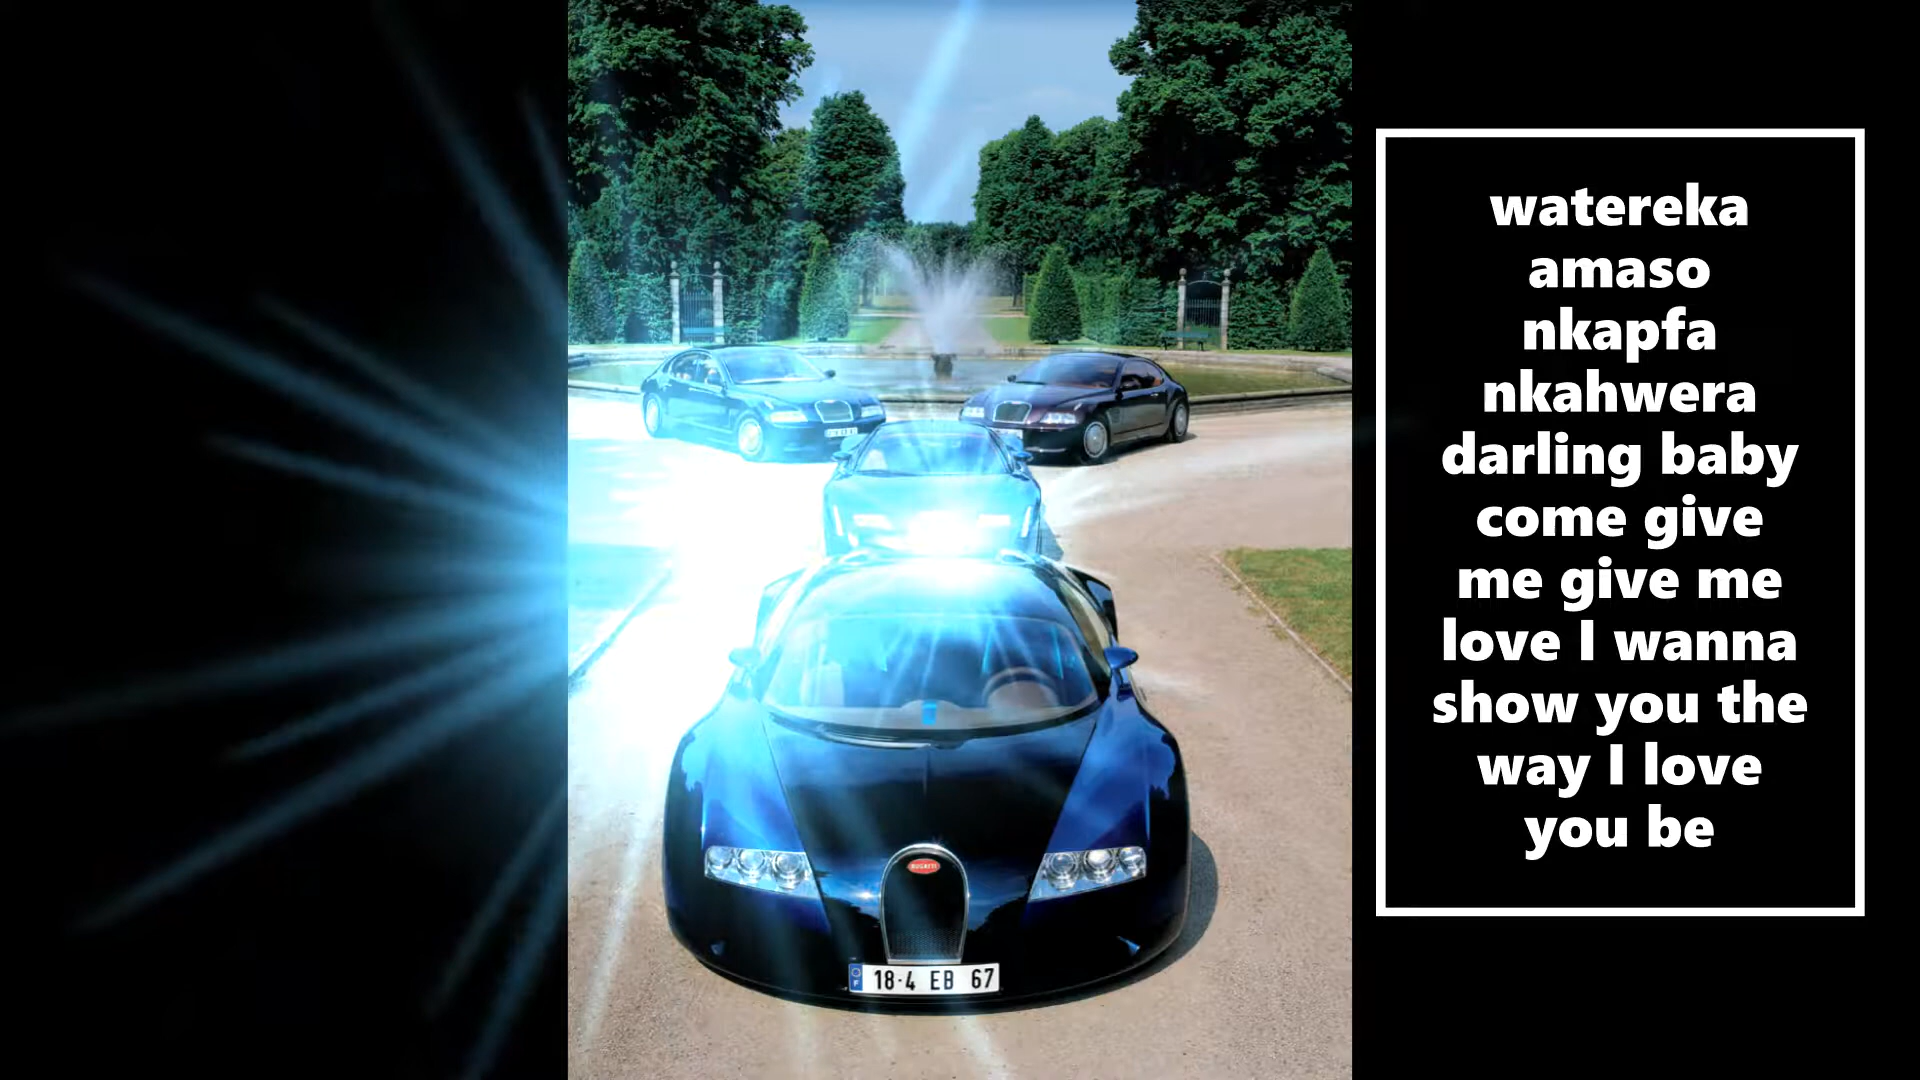 watereka
amaso
nkapfa
nkahwera
darling baby
come give
me give me
love I wanna
show you the
way I love
you be
BUGATTI
F
18-4 EB 67